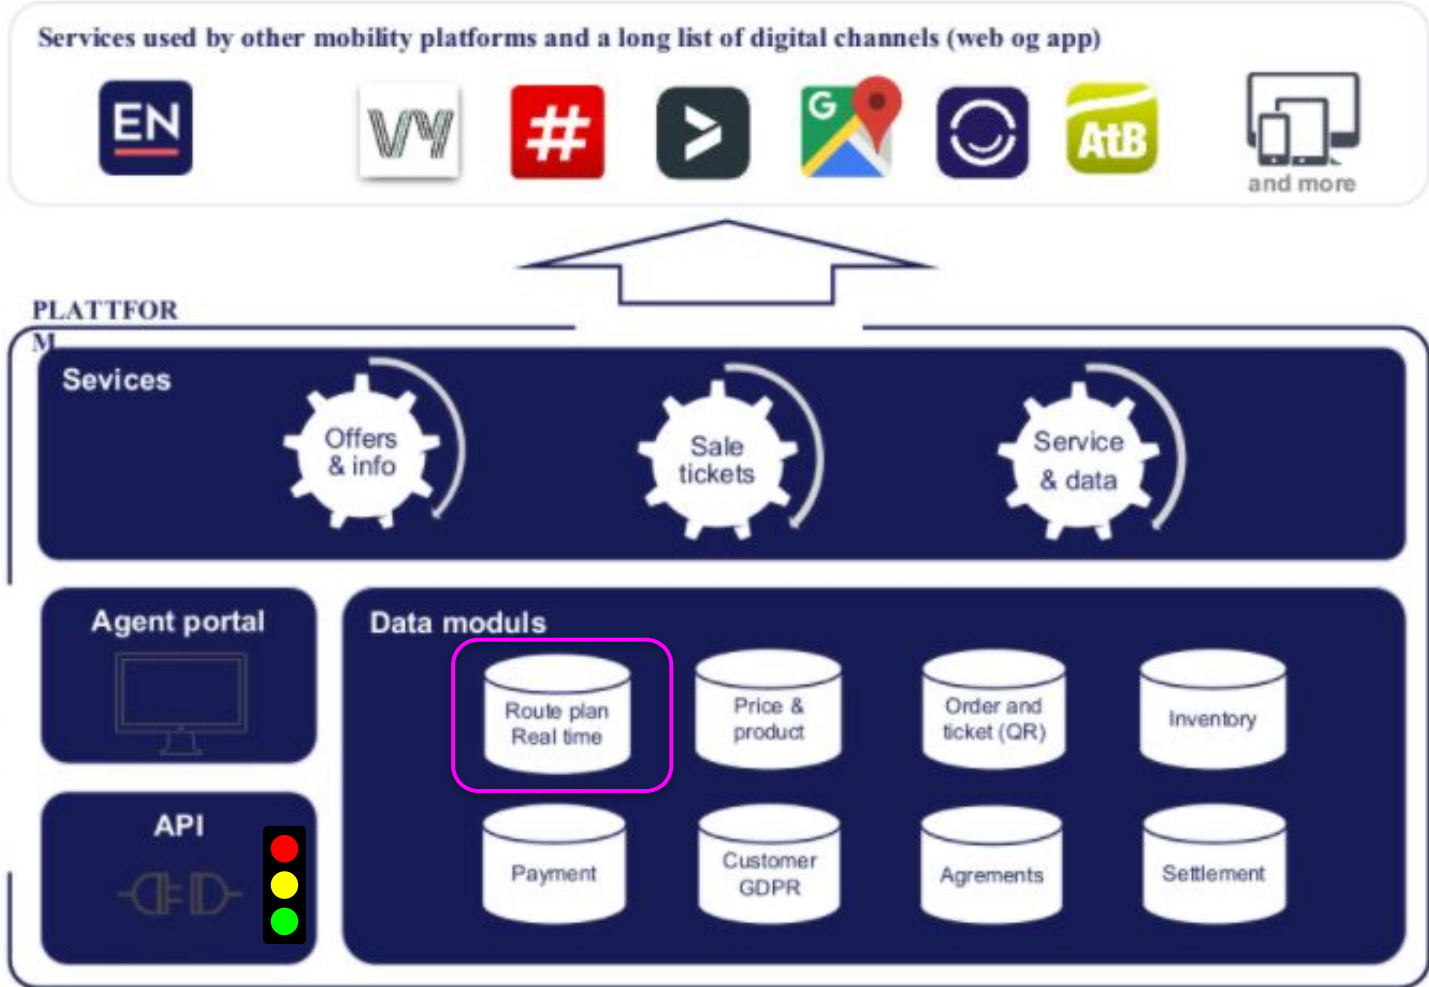 Services used by other mobility platforms and a long list of digital channels (web og app)
EN
VY
#
G
AtB
and more
PLATTFOR
M
Sevices
Offers
& info
Sale
tickets
Service
& data
Agent portal
Data moduls
Route plan
Real time
Price &
product
Order and
ticket (QR)
Inventory
API
Payment
Customer
GDPR
Agrements
Settlement